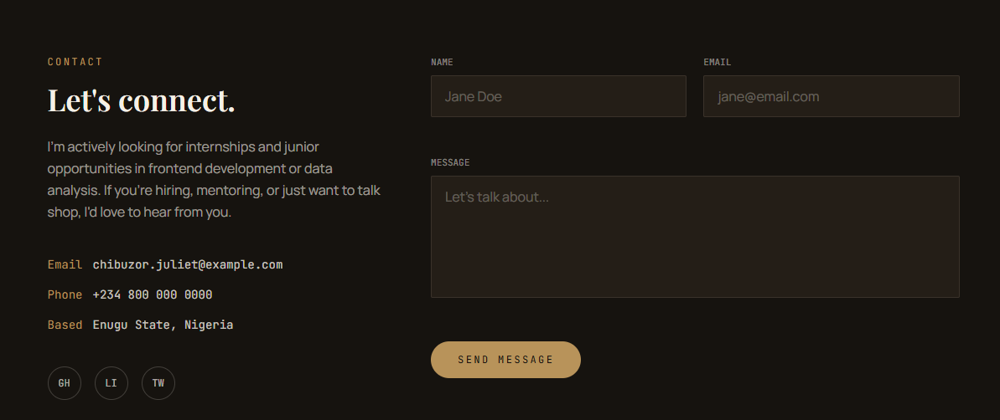 CONTACT
Let's connect.
I'm actively looking for internships and junior
opportunities in frontend development or data
analysis. If you're hiring, mentoring, or just want to talk
shop, I'd love to hear from you.
Email chibuzor.juliet@example.com
Phone +234 800 000 0000
Based Enugu State, Nigeria
GH LI TW
NAME
Jane Doe
EMAIL
jane@email.com
MESSAGE
Let's talk about...
SEND MESSAGE